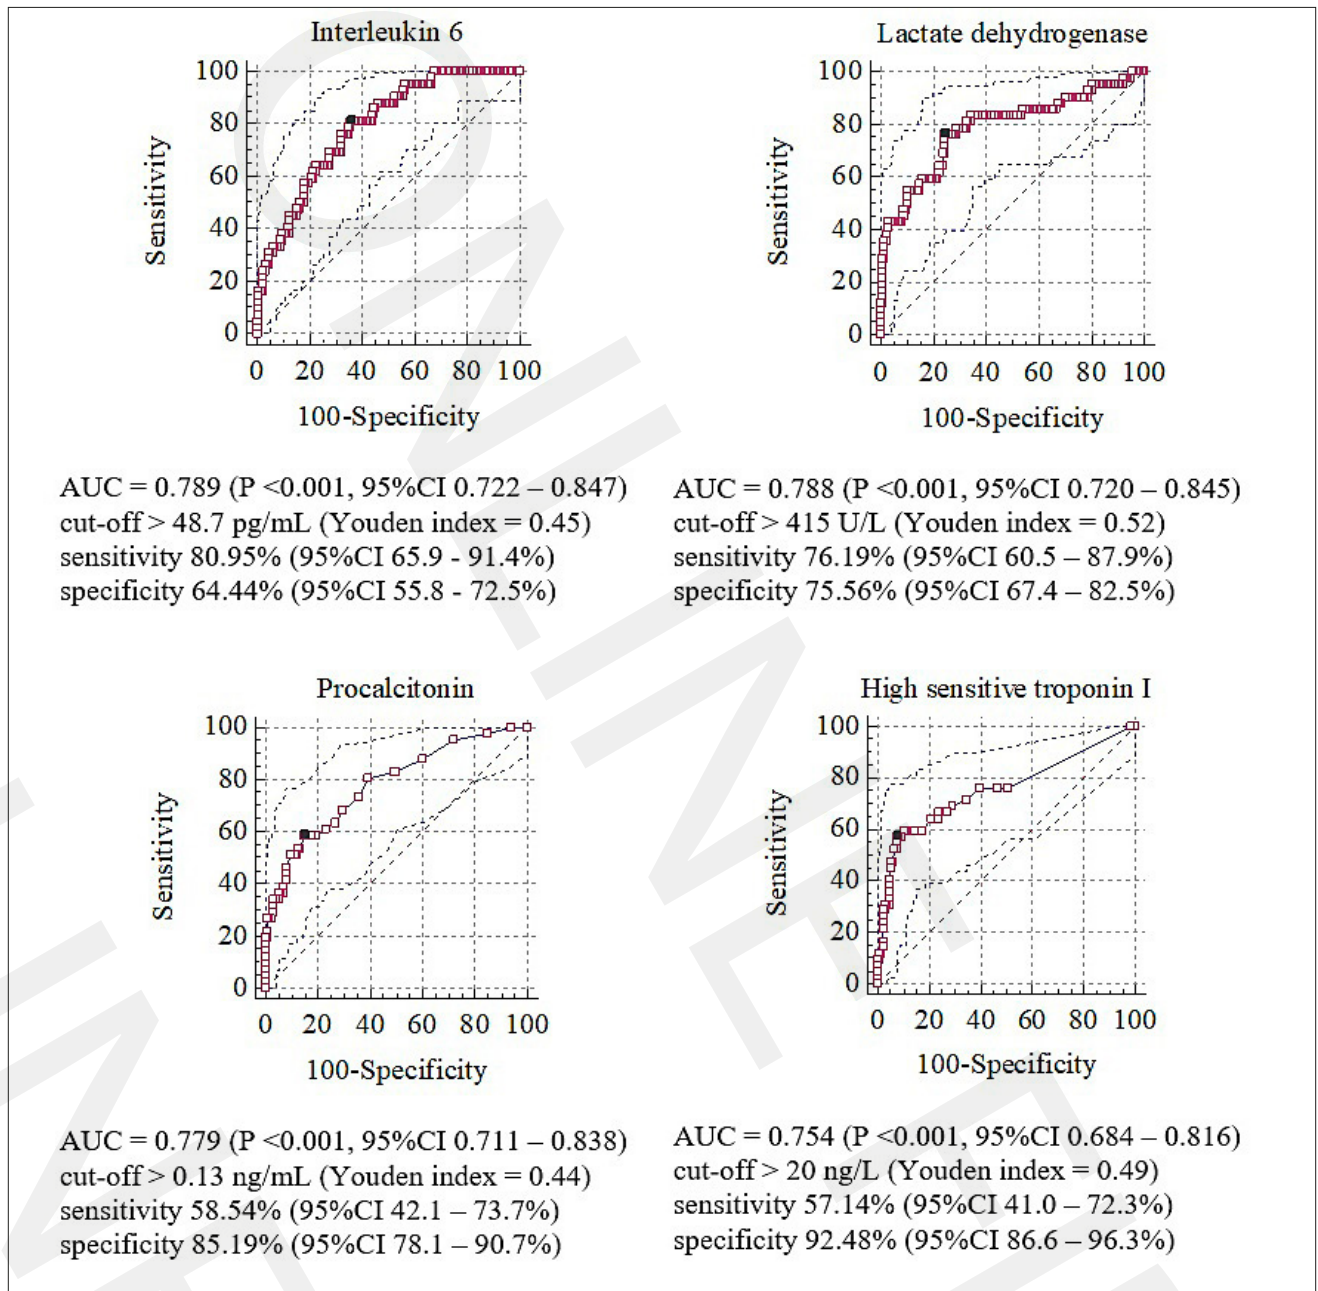 Interleukin 6
100
80
60
40
20
0
Sensitivity
0 20 40 60 80 100
100-Specificity
AUC = 0.789 (P <0.001, 95%CI 0.722 – 0.847)
cut-off > 48.7 pg/mL (Youden index = 0.45)
sensitivity 80.95% (95%CI 65.9 - 91.4%)
specificity 64.44% (95%CI 55.8 - 72.5%)
Lactate dehydrogenase
100
80
60
40
20
0
Sensitivity
0 20 40 60 80 100
100-Specificity
AUC = 0.788 (P <0.001, 95%CI 0.720 – 0.845)
cut-off > 415 U/L (Youden index = 0.52)
sensitivity 76.19% (95%CI 60.5 – 87.9%)
specificity 75.56% (95%CI 67.4 – 82.5%)
Procalcitonin
100
80
60
40
20
0
Sensitivity
0 20 40 60 80 100
100-Specificity
AUC = 0.779 (P <0.001, 95%CI 0.711 – 0.838)
cut-off > 0.13 ng/mL (Youden index = 0.44)
sensitivity 58.54% (95%CI 42.1 – 73.7%)
specificity 85.19% (95%CI 78.1 – 90.7%)
High sensitive troponin I
100
80
60
40
20
0
Sensitivity
0 20 40 60 80 100
100-Specificity
AUC = 0.754 (P <0.001, 95%CI 0.684 – 0.816)
cut-off > 20 ng/L (Youden index = 0.49)
sensitivity 57.14% (95%CI 41.0 – 72.3%)
specificity 92.48% (95%CI 86.6 – 96.3%)
ONLINE